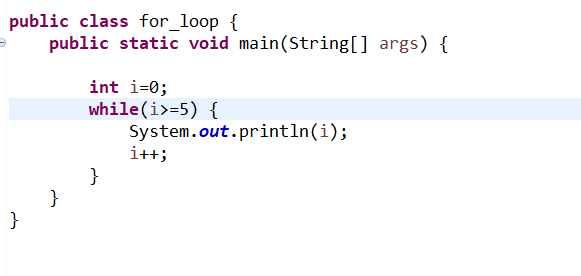 public class for_loop {
    public static void main(String[] args) {
        int i=0;
        while(i>=5) {
            System.out.println(i);
            i++;
        }
    }
}